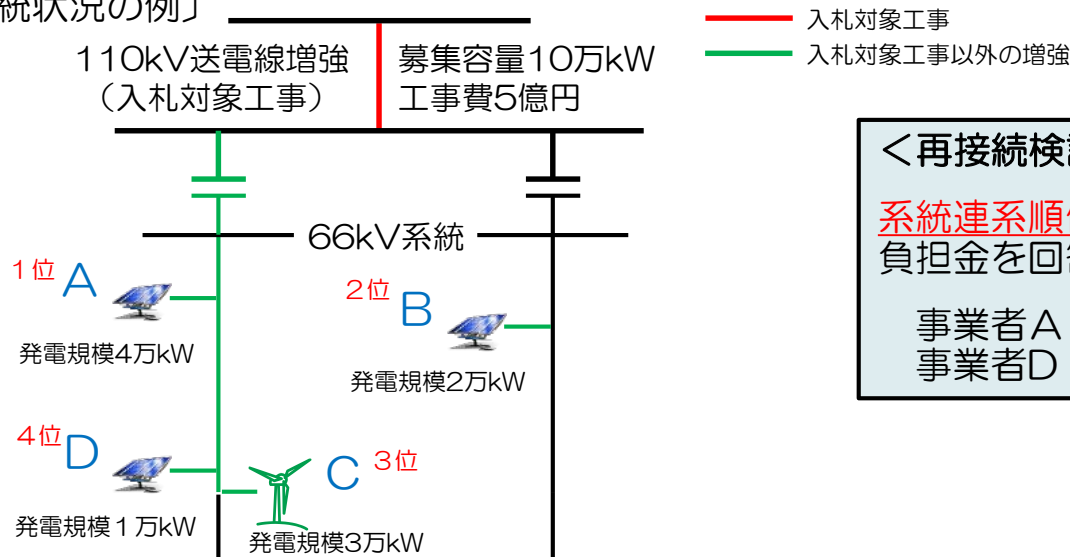 統状況の例〕
入札対象工事
入札対象工事以外の増強
110kV送電線増強
（入札対象工事）
募集容量10万kW
工事費5億円
66kV系統
1位 A
発電規模4万kW
2位 B
発電規模2万kW
4位 D
発電規模1万kW
C 3位
発電規模3万kW
＜再接続検
系統連系順
負担金を回
事業者A
事業者D